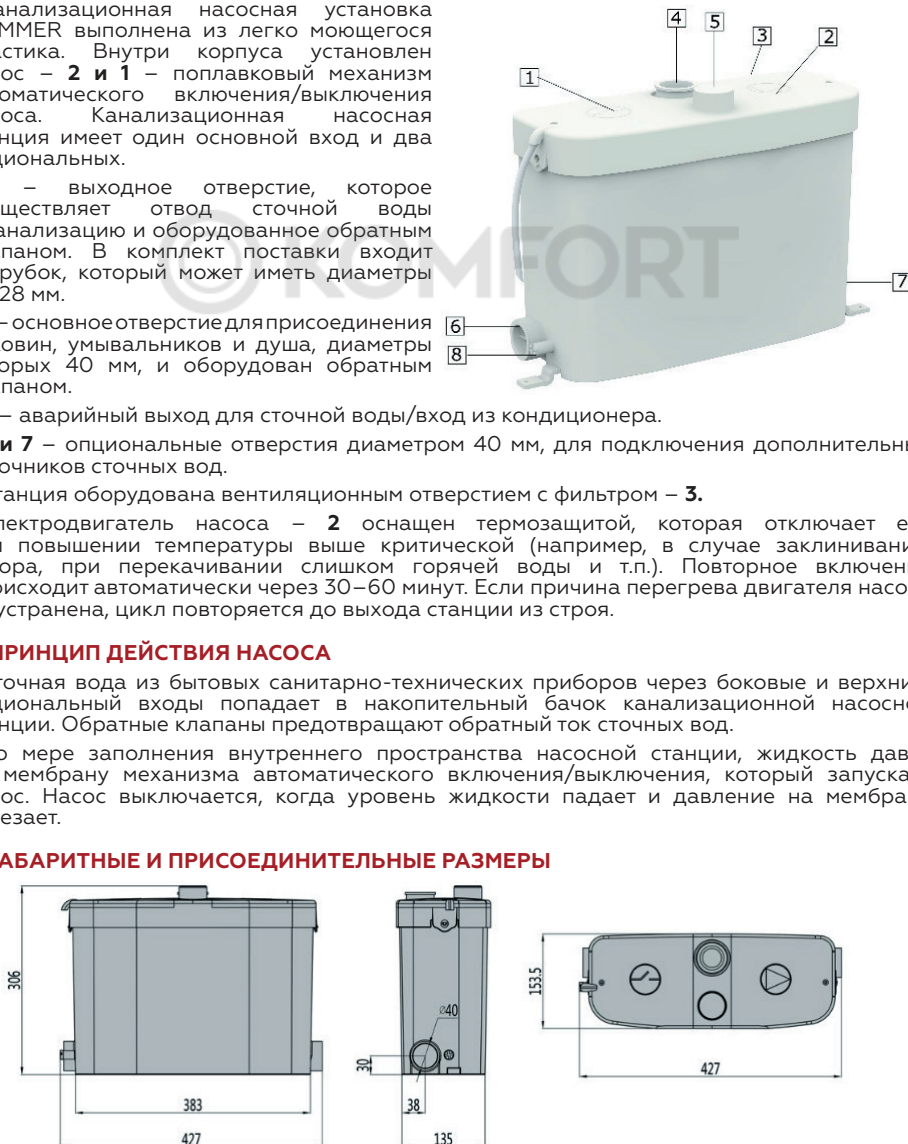 анализационная насосная установка
MMER выполнена из легко моющегося
астика. Внутри корпуса установлен
ос – 2 и 1 – поплавковый механизм
оматического включения/выключения
оса. Канализационная насосная
нция имеет один основной вход и два
циональных.
– выходное отверстие, которое
ществляет отвод сточной воды
анализацию и оборудованное обратным
паном. В комплект поставки входит
рубок, который может иметь диаметры
28 мм.
– основное отверстие для присоединения
овин, умывальников и душа, диаметры
орых 40 мм, и оборудован обратным
паном.
1
4
5
3
2
6
8
7
KOMFORT
– аварийный выход для сточной воды/вход из кондиционера.
и 7 – опциональные отверстия диаметром 40 мм, для подключения дополнительны
очников сточных вод.
танция оборудована вентиляционным отверстием с фильтром – 3.
лектродвигатель насоса – 2 оснащен термозащитой, которая отключает е
и повышении температуры выше критической (например, в случае заклинивани
ора, при перекачивании слишком горячей воды и т.п.). Повторное включен
оисходит автоматически через 30–60 минут. Если причина перегрева двигателя насо
устранена, цикл повторяется до выхода станции из строя.
РИНЦИП ДЕЙСТВИЯ НАСОСА
точная вода из бытовых санитарно-технических приборов через боковые и верхни
циональный входы попадает в накопительный бачок канализационной насосно
нции. Обратные клапаны предотвращают обратный ток сточных вод.
о мере заполнения внутреннего пространства насосной станции, жидкость дав
мембрану механизма автоматического включения/выключения, который запуска
ос. Насос выключается, когда уровень жидкости падает и давление на мембра
езает.
АБАРИТНЫЕ И ПРИСОЕДИНИТЕЛЬНЫЕ РАЗМЕРЫ
306
383
427
⌀40
30
38
135
153.5
427